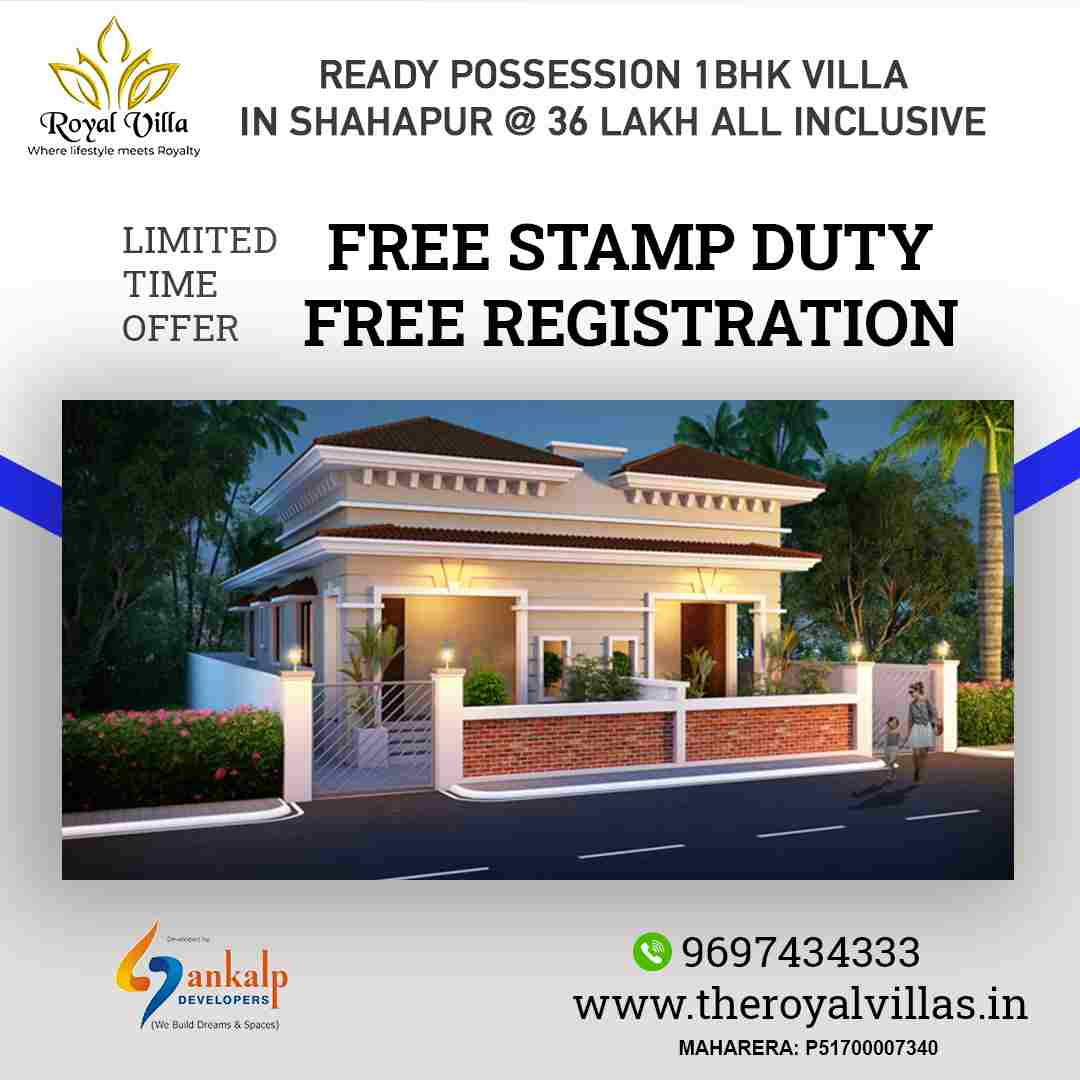 Royal Villa
Where lifestyle meets Royalty
READY POSSESSION 1BHK VILLA
IN SHAHAPUR @ 36 LAKH ALL INCLUSIVE
LIMITED
TIME
OFFER
FREE STAMP DUTY
FREE REGISTRATION
Developed by
Sankalp
DEVELOPERS
(We Build Dreams & Spaces)
9697434333
www.theroyalvillas.in
MAHARERA: P51700007340